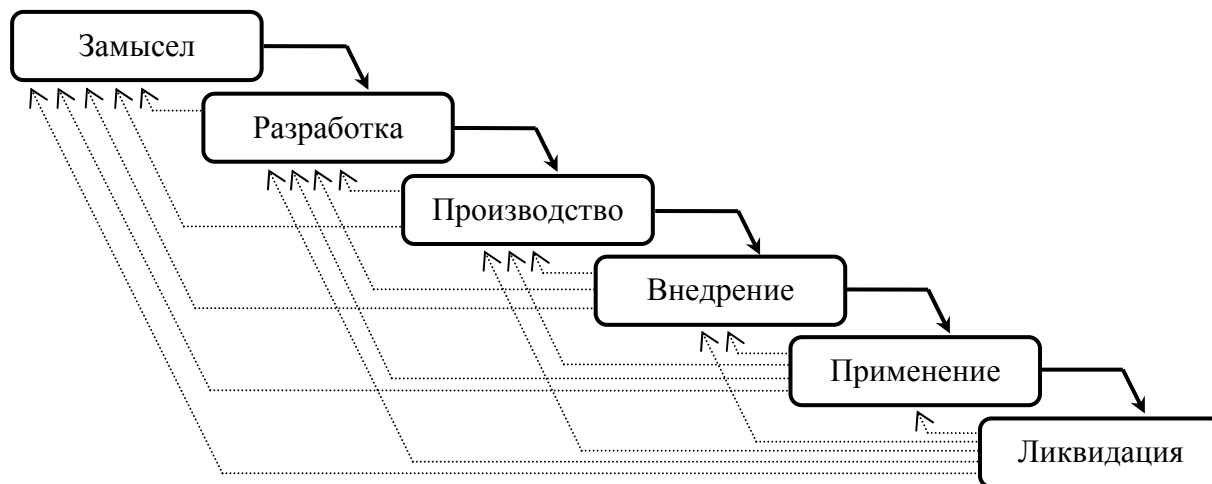 Замысел
Разработка
Производство
Внедрение
Применение
Ликвидация